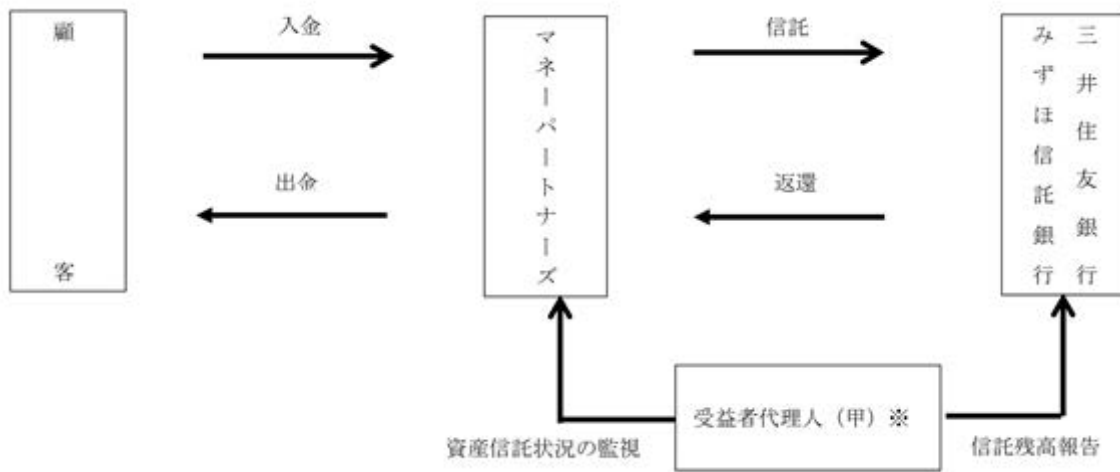 顧客
入金
出金
マネーパートナーズ
信託
返還
三井住友銀行
みずほ信託銀行
受益者代理人（甲）※
資産信託状況の監視
信託残高報告